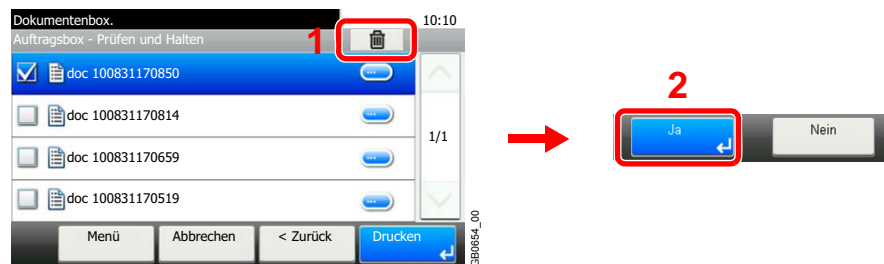 Dokumentenbox.
10:10
Auftragsbox - Prüfen und Halten
1
doc 100831170850
doc 100831170814
1/1
doc 100831170659
doc 100831170519
Menü
Abbrechen
< Zurück
Drucken
GB0654_00
2
Ja
Nein